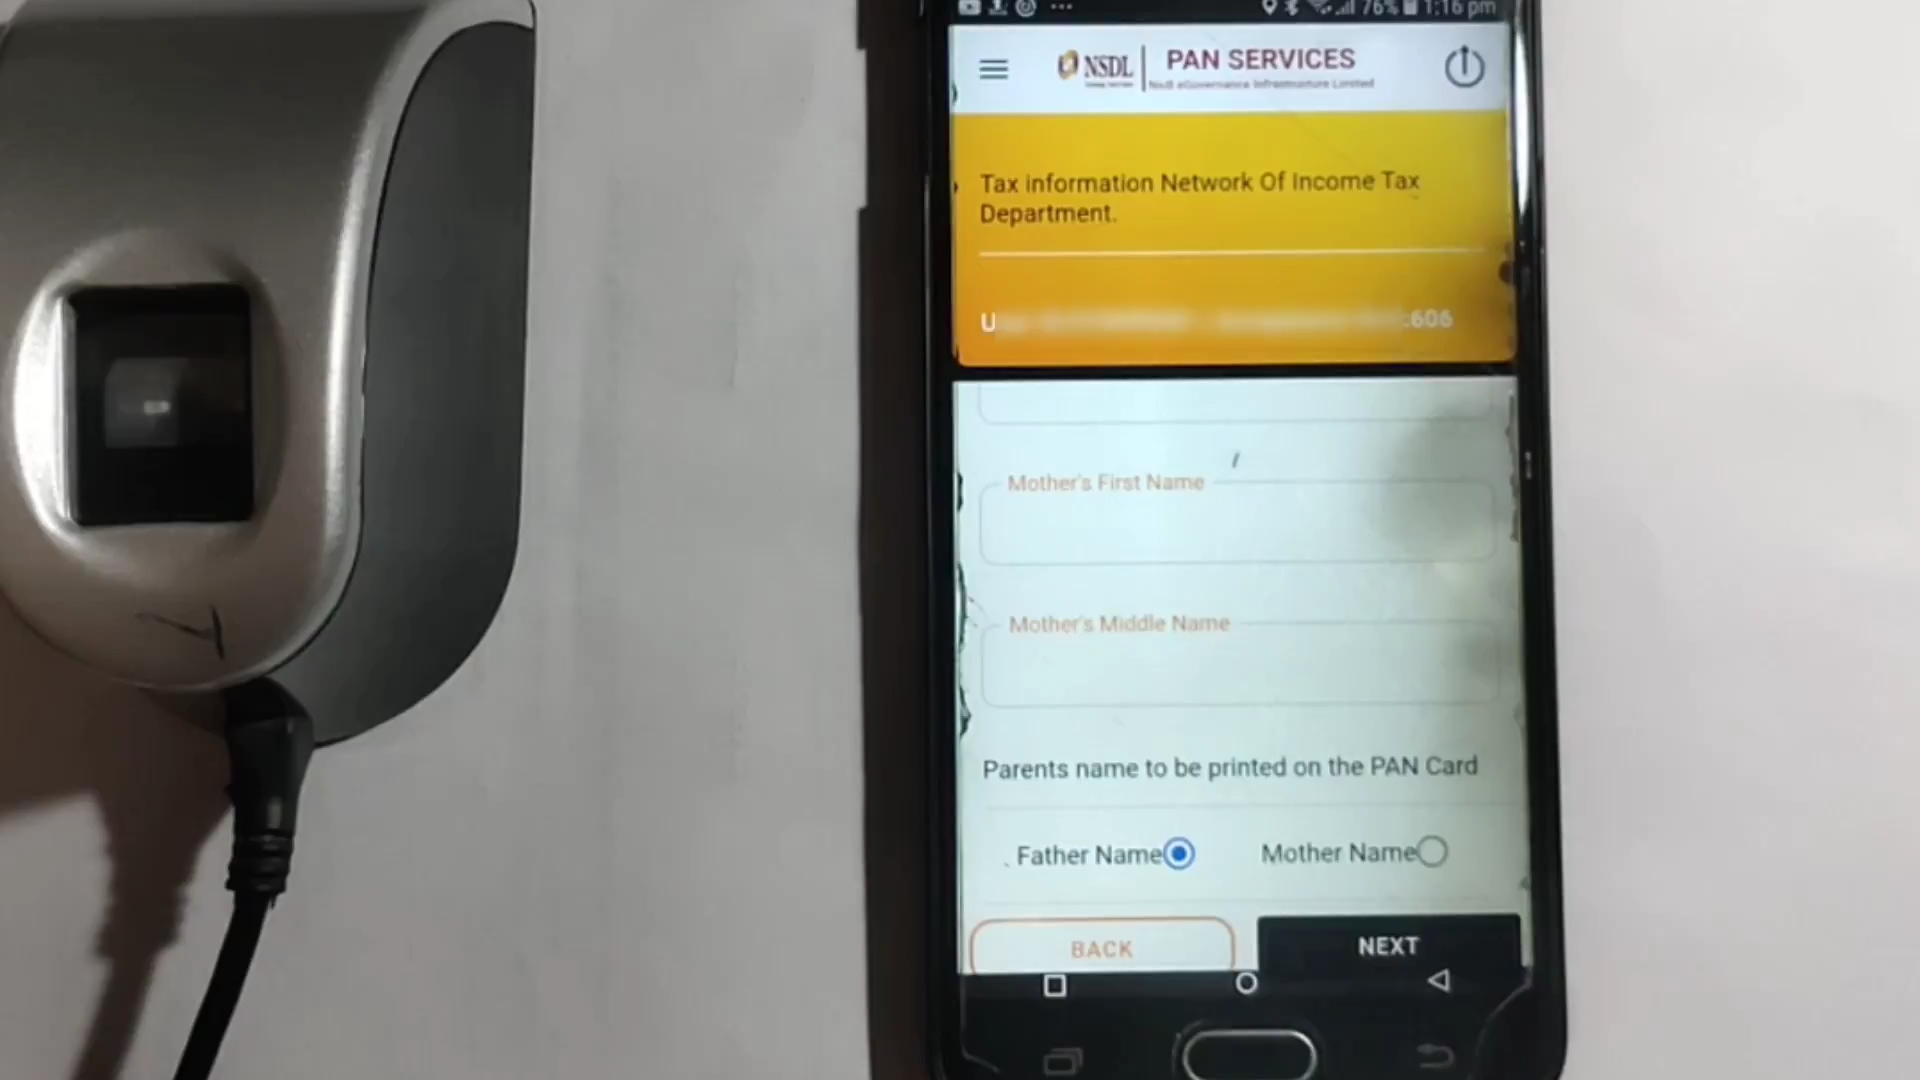 76% 1:16 pm
NSDL PAN SERVICES
Nsdl eGovernance Infrastructure Limited
Tax information Network Of Income Tax
Department.
U :606
Mother's First Name
Mother's Middle Name
Parents name to be printed on the PAN Card
Father Name Mother Name
BACK NEXT